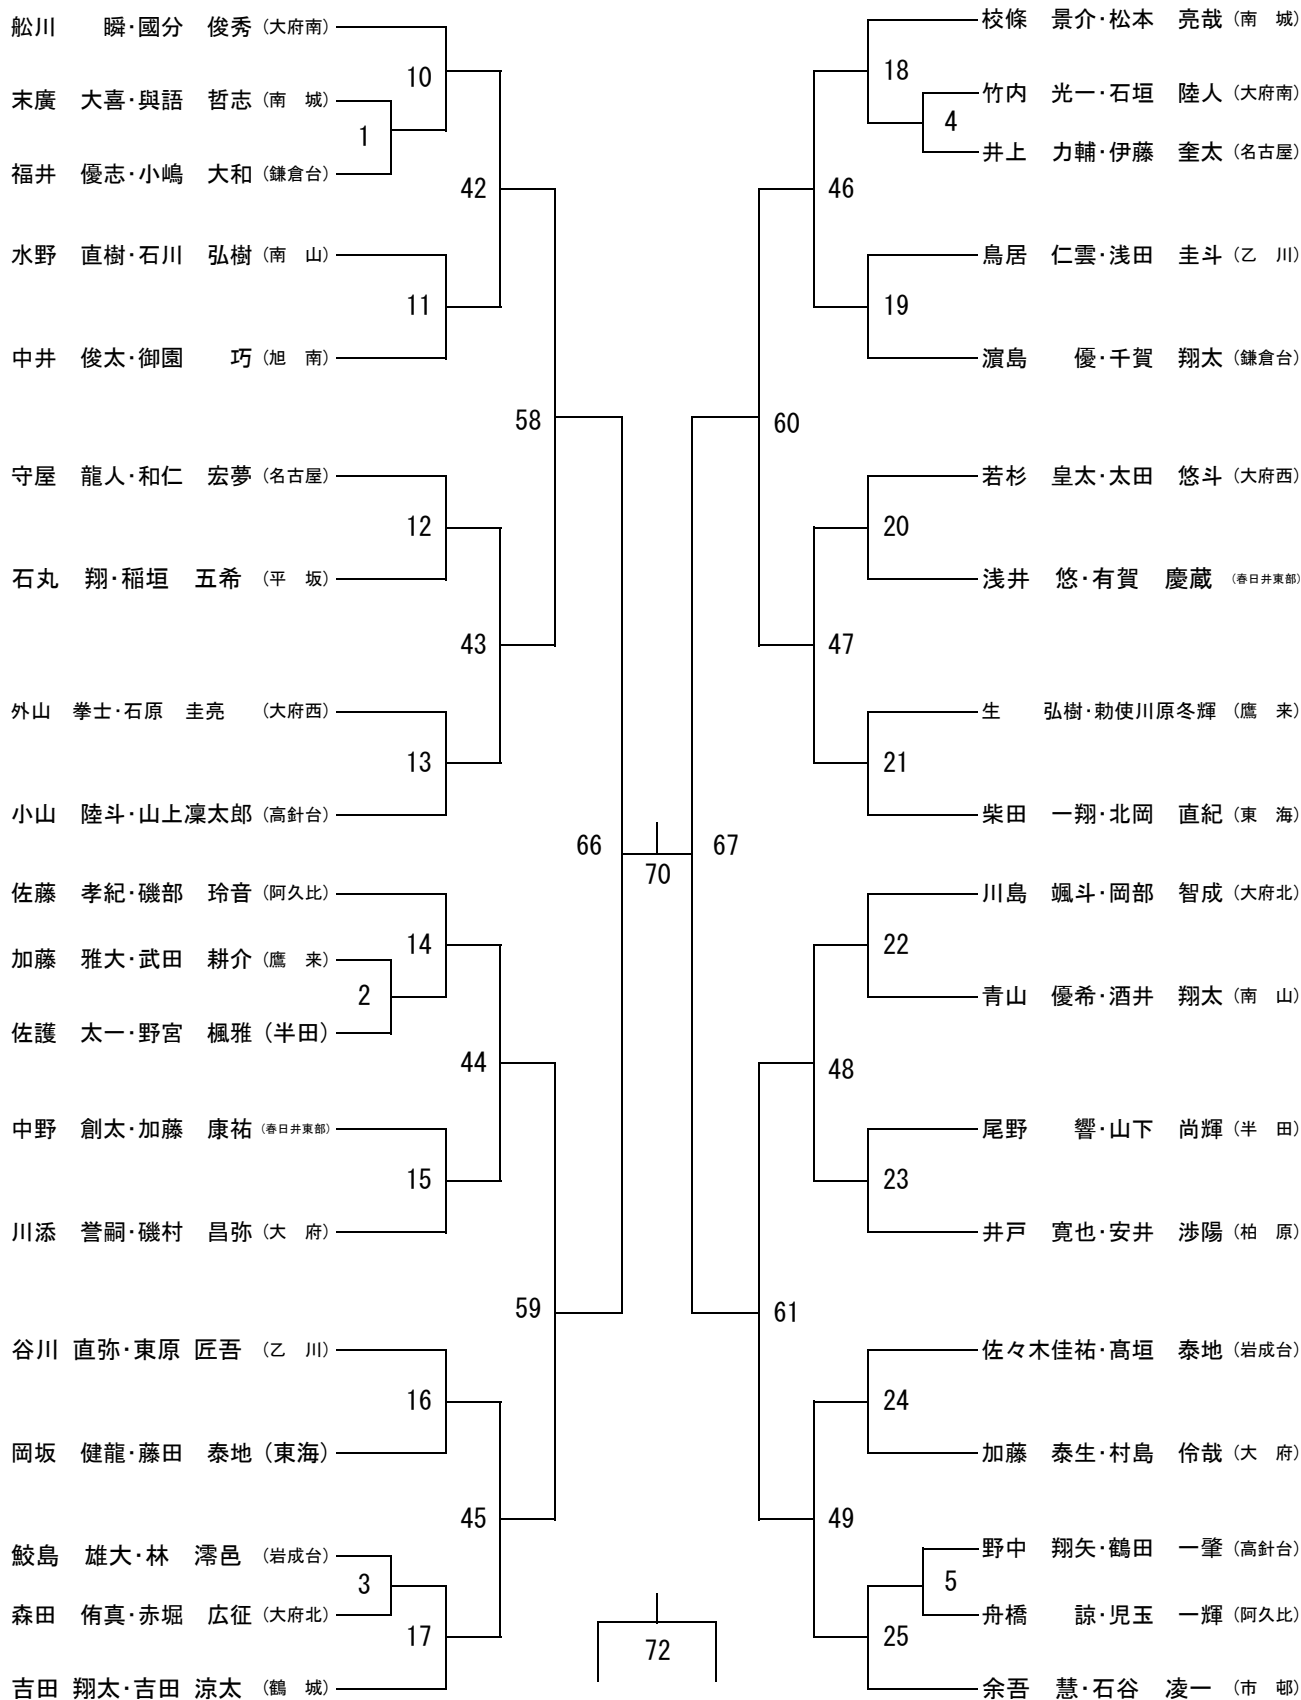 舩川　瞬・國分　俊秀（大府南）
10
末廣　大喜・與語　哲志（南　城）
1
福井　優志・小嶋　大和（鎌倉台）
42
水野　直樹・石川　弘樹（南　山）
11
中井　俊太・御園　巧（旭　南）
58
守屋　龍人・和仁　宏夢（名古屋）
12
石丸　翔・稲垣　五希（平　坂）
43
外山　拳士・石原　圭亮（大府西）
13
小山　陸斗・山上凜太郎（高針台）
66
佐藤　孝紀・磯部　玲音（阿久比）
14
加藤　雅大・武田　耕介（鷹　来）
2
佐護　太一・野宮　楓雅（半田）
44
中野　創太・加藤　康祐（春日井東部）
15
川添　誉嗣・磯村　昌弥（大　府）
59
谷川　直弥・東原　匠吾（乙　川）
16
岡坂　健龍・藤田　泰地（東海）
45
鮫島　雄大・林　澪邑（岩成台）
3
森田　侑真・赤堀　広征（大府北）
17
吉田　翔太・吉田　涼太（鶴　城）
70
72
校條　景介・松本　亮哉（南　城）
18
竹内　光一・石垣　陸人（大府南）
4
井上　力輔・伊藤　奎太（名古屋）
46
鳥居　仁雲・浅田　圭斗（乙　川）
19
濵島　優・千賀　翔太（鎌倉台）
60
若杉　皇太・太田　悠斗（大府西）
20
浅井　悠・有賀　慶蔵（春日井東部）
47
生　弘樹・勅使川原冬輝（鷹　来）
21
柴田　一翔・北岡　直紀（東　海）
67
川島　颯斗・岡部　智成（大府北）
22
青山　優希・酒井　翔太（南　山）
48
尾野　響・山下　尚輝（半　田）
23
井戸　寛也・安井　渉陽（柏　原）
61
佐々木佳祐・髙垣　泰地（岩成台）
24
加藤　泰生・村島　伶哉（大　府）
49
野中　翔矢・鶴田　一肇（高針台）
5
舟橋　諒・児玉　一輝（阿久比）
25
余吾　慧・石谷　凌一（市　邨）